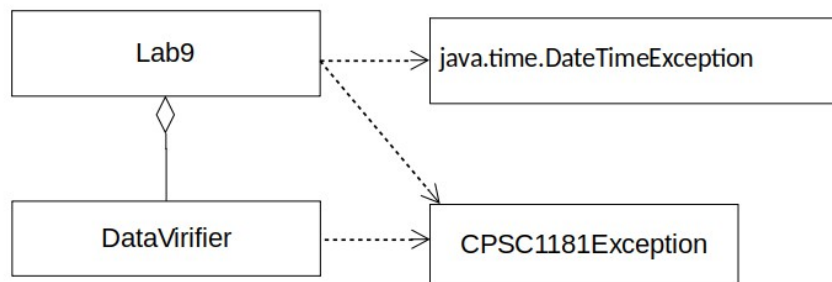 Lab9
java.time.DateTimeException
DataVirifier
CPSC1181Exception